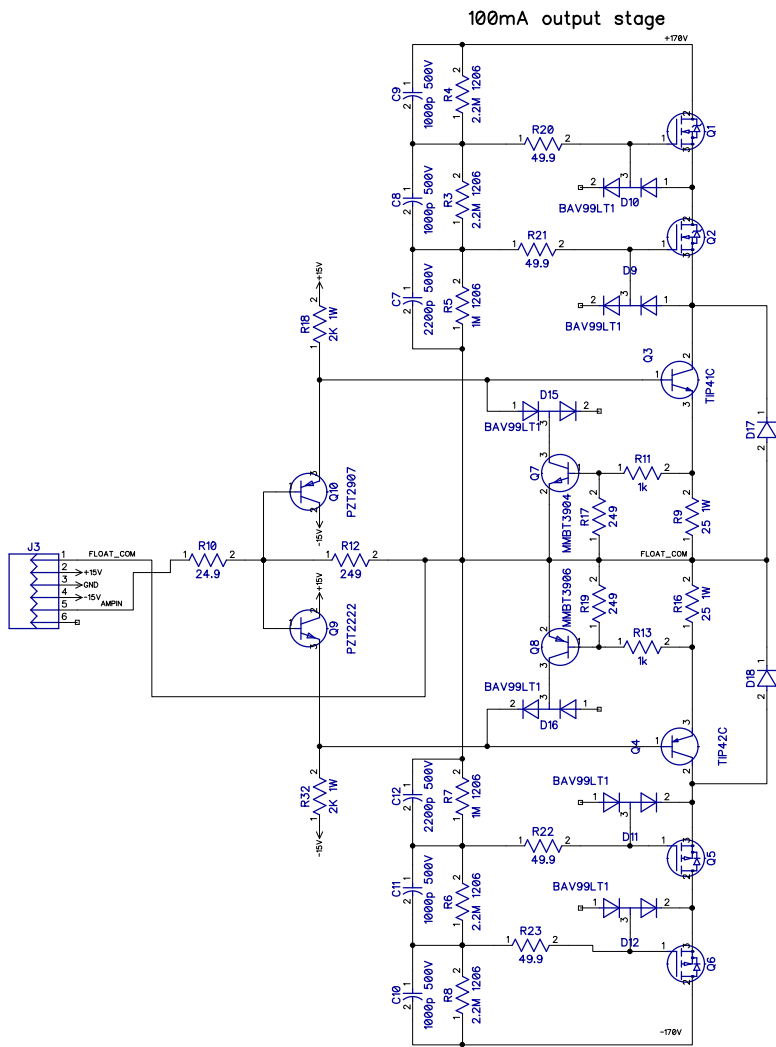 100mA output stage
+170V
C9
1000p 500V
R4
2.2M 1206
R20
49.9
Q1
BAV99LT1
D10
C8
1000p 500V
R3
2.2M 1206
R21
49.9
Q2
D9
BAV99LT1
C7
2200p 500V
R5
1M 1206
+15V
R18
2K 1W
Q3
TIP41C
D15
BAV99LT1
D17
Q10
PZT2907
-15V
Q7
MMBT3904
R11
1k
R17
249
R9
25 1W
J3
FLOAT_COM
+15V
GND
-15V
AMPIN
R10
24.9
R12
249
FLOAT_COM
+15V
Q9
PZT2222
MMBT3906
Q8
R19
249
R16
25 1W
R13
1k
D18
BAV99LT1
D16
Q4
TIP42C
R32
2K 1W
-15V
C12
2200p 500V
R7
1M 1206
BAV99LT1
D11
R22
49.9
Q5
C11
1000p 500V
R6
2.2M 1206
BAV99LT1
D12
R23
49.9
Q6
C10
1000p 500V
R8
2.2M 1206
-170V